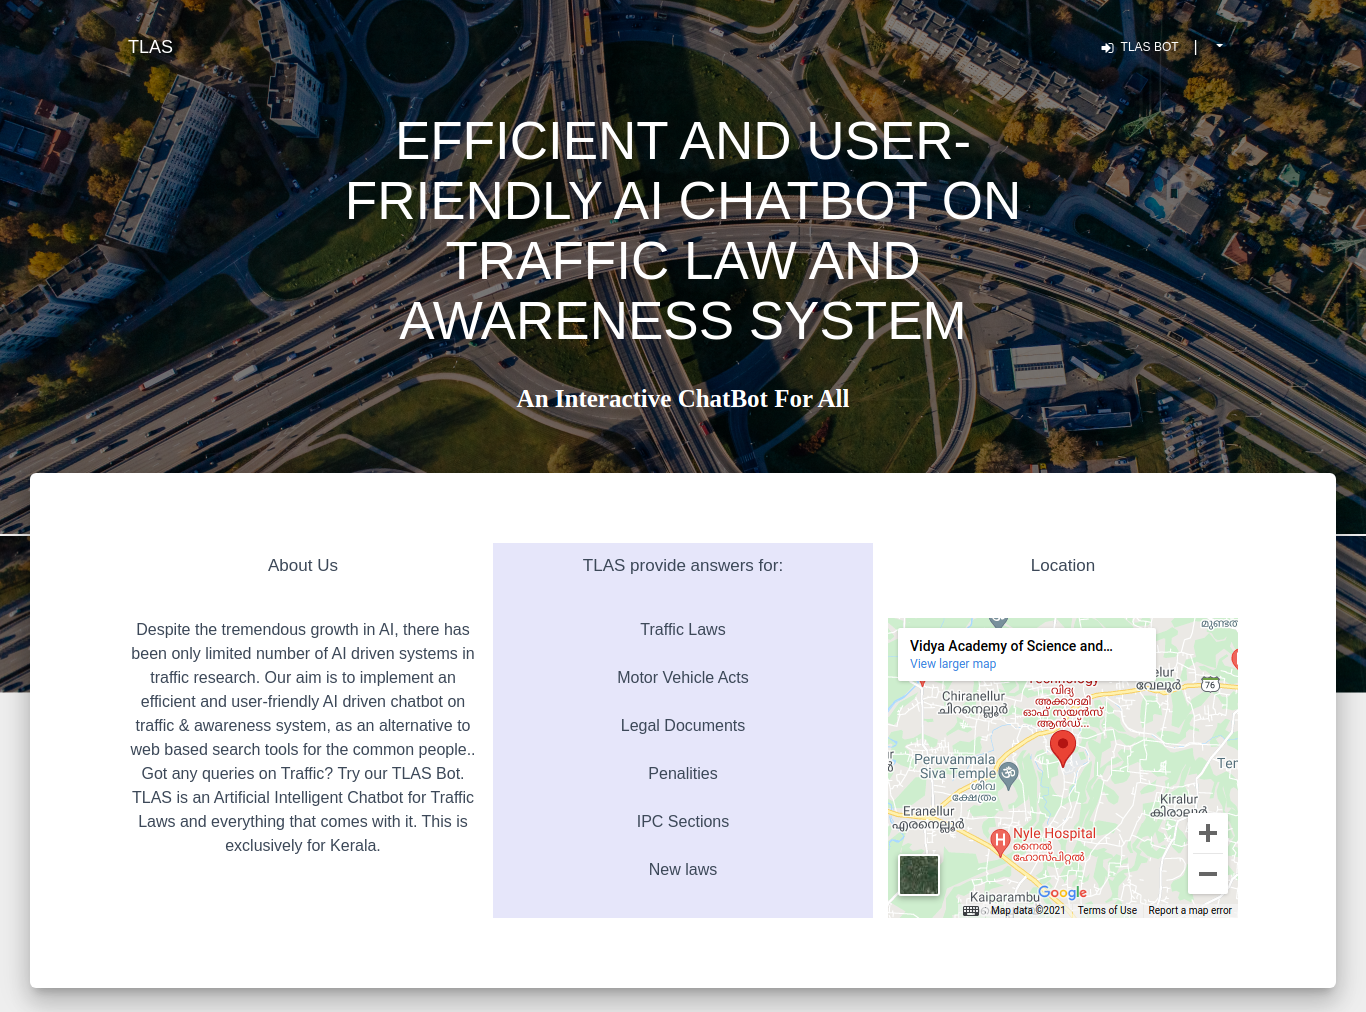 TLAS
TLAS BOT |
EFFICIENT AND USER-
FRIENDLY AI CHATBOT ON
TRAFFIC LAW AND
AWARENESS SYSTEM
An Interactive ChatBot For All
About Us
Despite the tremendous growth in AI, there has
been only limited number of AI driven systems in
traffic research. Our aim is to implement an
efficient and user-friendly AI driven chatbot on
traffic & awareness system, as an alternative to
web based search tools for the common people..
Got any queries on Traffic? Try our TLAS Bot.
TLAS is an Artificial Intelligent Chatbot for Traffic
Laws and everything that comes with it. This is
exclusively for Kerala.
TLAS provide answers for:
Traffic Laws
Motor Vehicle Acts
Legal Documents
Penalities
IPC Sections
New laws
Location
Vidya Academy of Science and...
View larger map
വേലൂർ
76
Technology
വിദ്യ
അക്കാദമി
ഓഫ് സയൻസ്
ആൻഡ്...
Chiranellur
ചിറനെല്ലൂർ
Peruvanmala
Siva Temple
ശിവ
ക്ഷേത്രം
Eranellur
എരനെല്ലൂർ
Kiralur
കിരാലൂർ
Nyle Hospital
നൈൽ
ഹോസ്പിറ്റൽ
Kaiparambu
Google
Map data ©2021 Terms of Use Report a map error